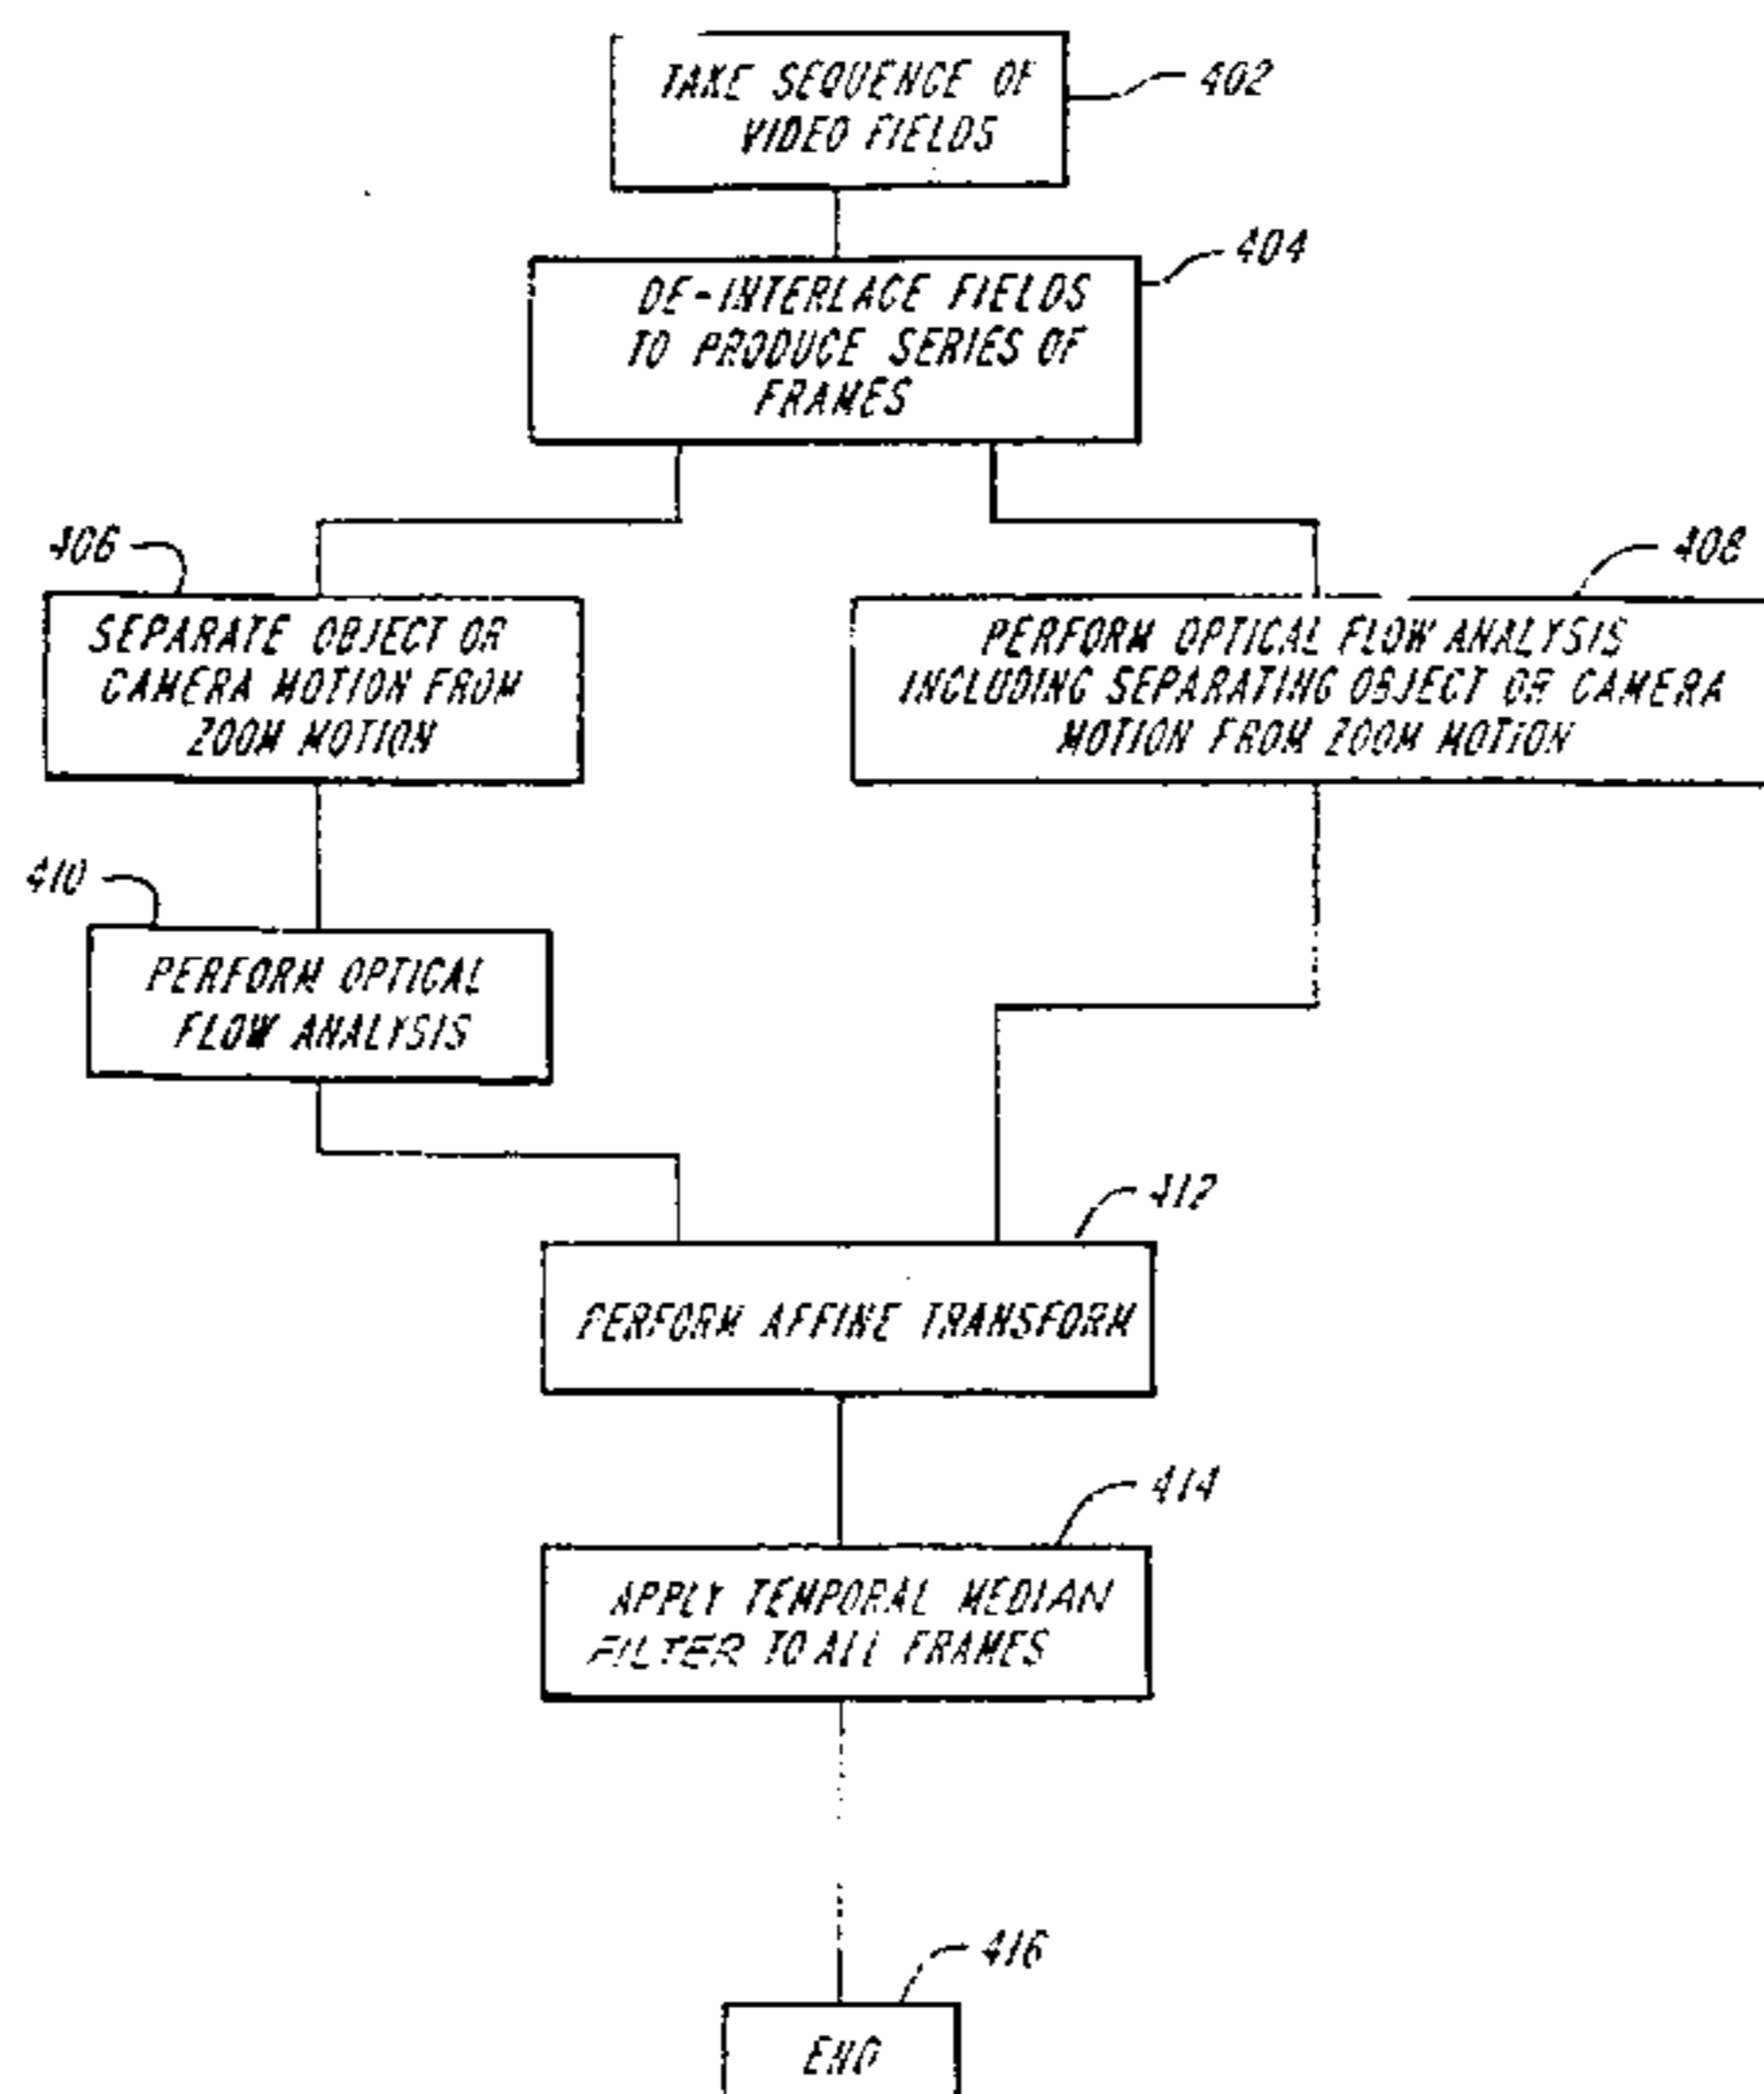 TAKE SEQUENCE OF
VIDEO FIELDS
402
DE-INTERLACE FIELDS
TO PRODUCE SERIES OF
FRAMES
404
406
SEPARATE OBJECT OR
CAMERA MOTION FROM
ZOOM MOTION
408
PERFORM OPTICAL FLOW ANALYSIS
INCLUDING SEPARATING OBJECT OR CAMERA
MOTION FROM ZOOM MOTION
410
PERFORM OPTICAL
FLOW ANALYSIS
412
PERFORM AFFINE TRANSFORM
414
APPLY TEMPORAL MEDIAN
FILTER TO ALL FRAMES
416
END